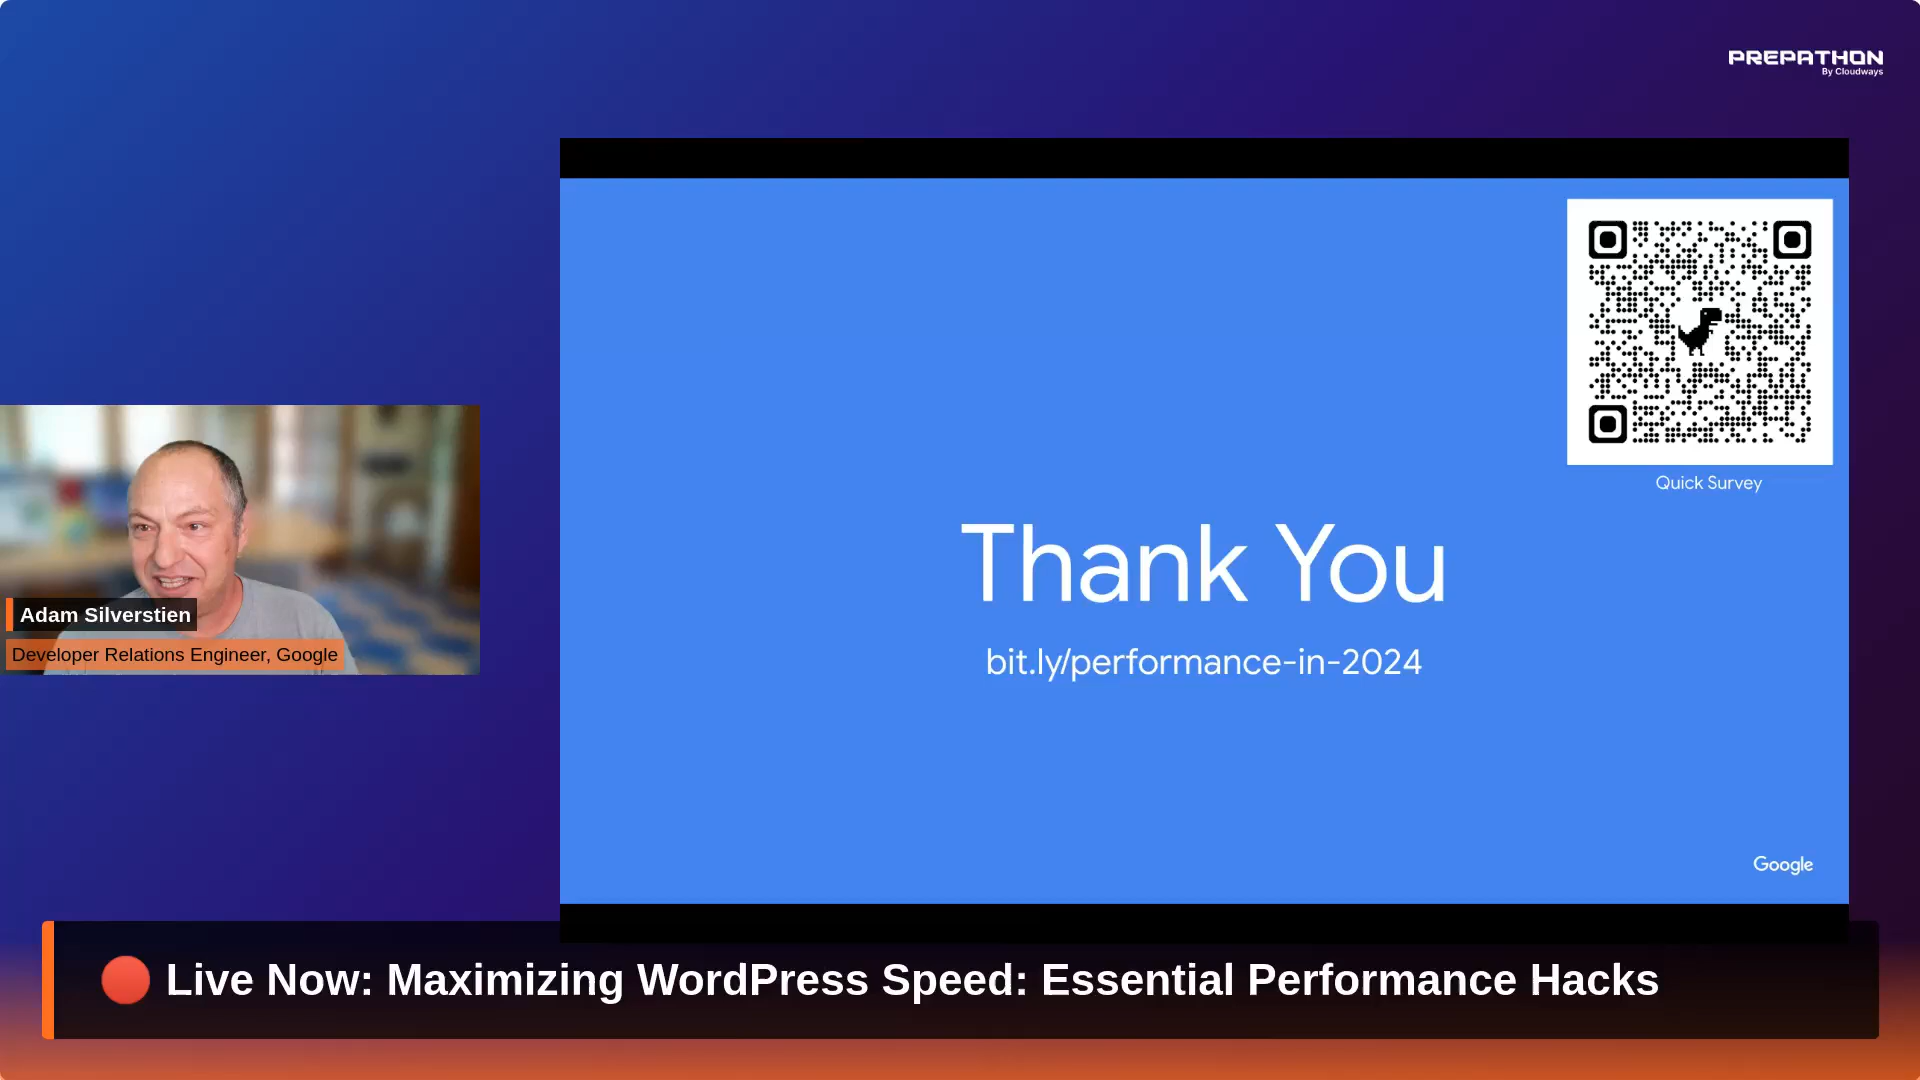 PREPATHON
By Cloudways
Quick Survey
Thank You
bit.ly/performance-in-2024
Google
Adam Silverstien
Developer Relations Engineer, Google
Live Now: Maximizing WordPress Speed: Essential Performance Hacks